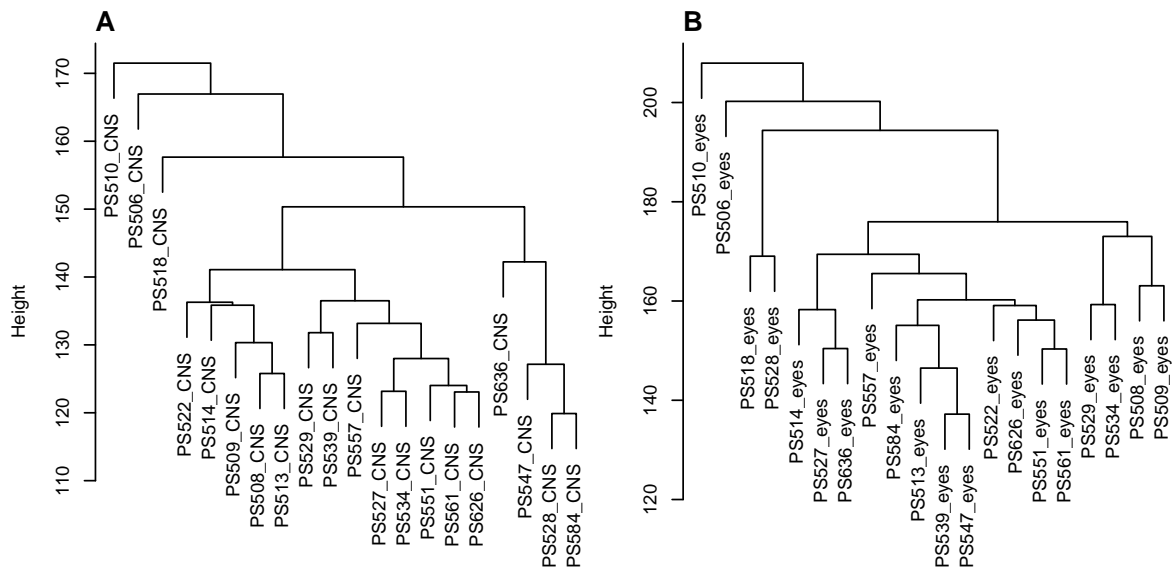 A
Height
170
160
150
140
130
120
110
PS510_CNS
PS506_CNS
PS518_CNS
PS522_CNS
PS514_CNS
PS509_CNS
PS508_CNS
PS513_CNS
PS529_CNS
PS539_CNS
PS557_CNS
PS527_CNS
PS534_CNS
PS551_CNS
PS561_CNS
PS626_CNS
PS636_CNS
PS547_CNS
PS528_CNS
PS584_CNS
B
Height
200
180
160
140
120
PS510_eyes
PS506_eyes
PS518_eyes
PS528_eyes
PS514_eyes
PS527_eyes
PS636_eyes
PS557_eyes
PS584_eyes
PS513_eyes
PS539_eyes
PS547_eyes
PS522_eyes
PS626_eyes
PS551_eyes
PS561_eyes
PS529_eyes
PS534_eyes
PS508_eyes
PS509_eyes